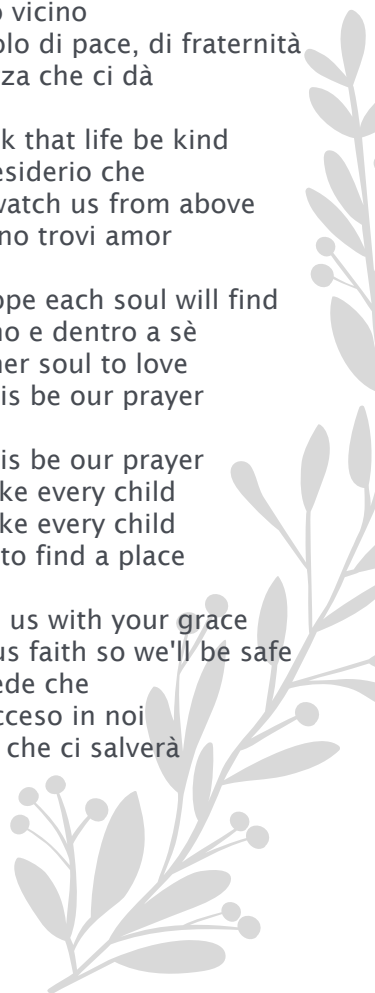 o vicino
olo di pace, di fraternità
za che ci dà
k that life be kind
esiderio che
watch us from above
no trovi amor
ope each soul will find
no e dentro a sè
her soul to love
is be our prayer
is be our prayer
ke every child
ke every child
to find a place
us with your grace
us faith so we'll be safe
ede che
cceso in noi
che ci salverà